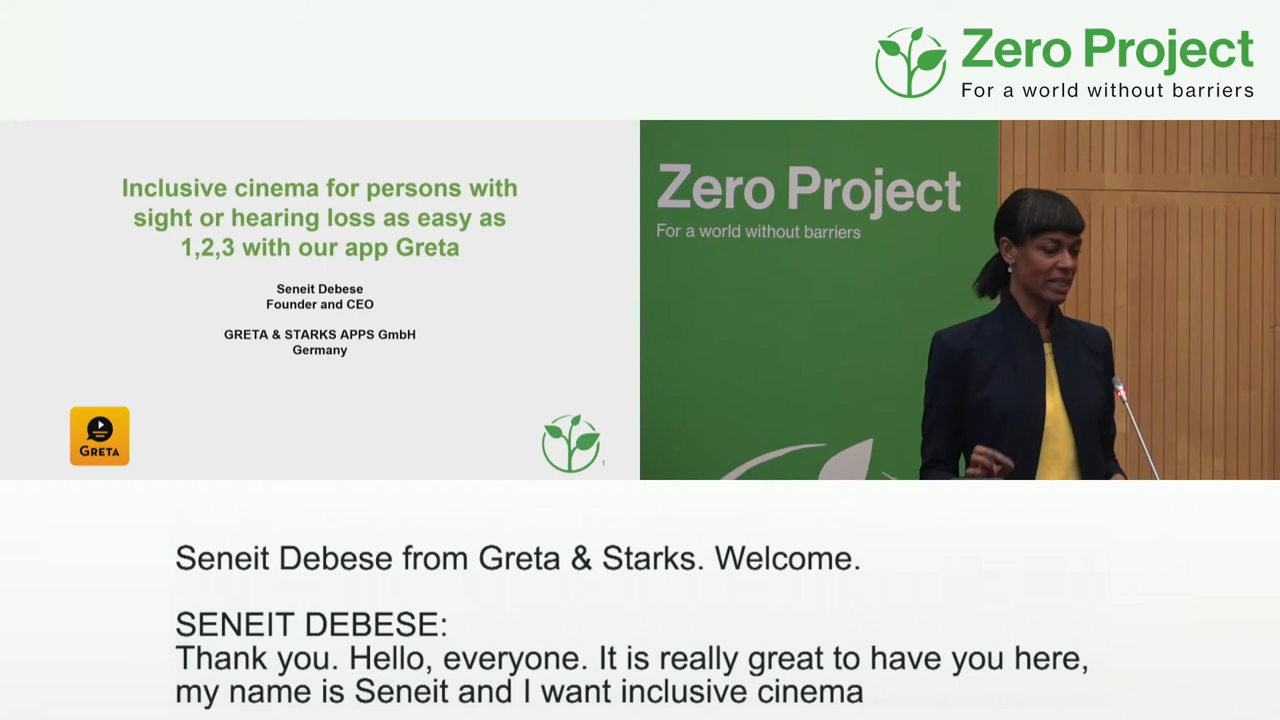 Zero Project
For a world without barriers
Inclusive cinema for persons with
sight or hearing loss as easy as
1,2,3 with our app Greta
Seneit Debese
Founder and CEO
GRETA & STARKS APPS GmbH
Germany
GRETA
1
Zero Project
For a world without barriers
Seneit Debese from Greta & Starks. Welcome.
SENEIT DEBESE:
Thank you. Hello, everyone. It is really great to have you here,
my name is Seneit and I want inclusive cinema